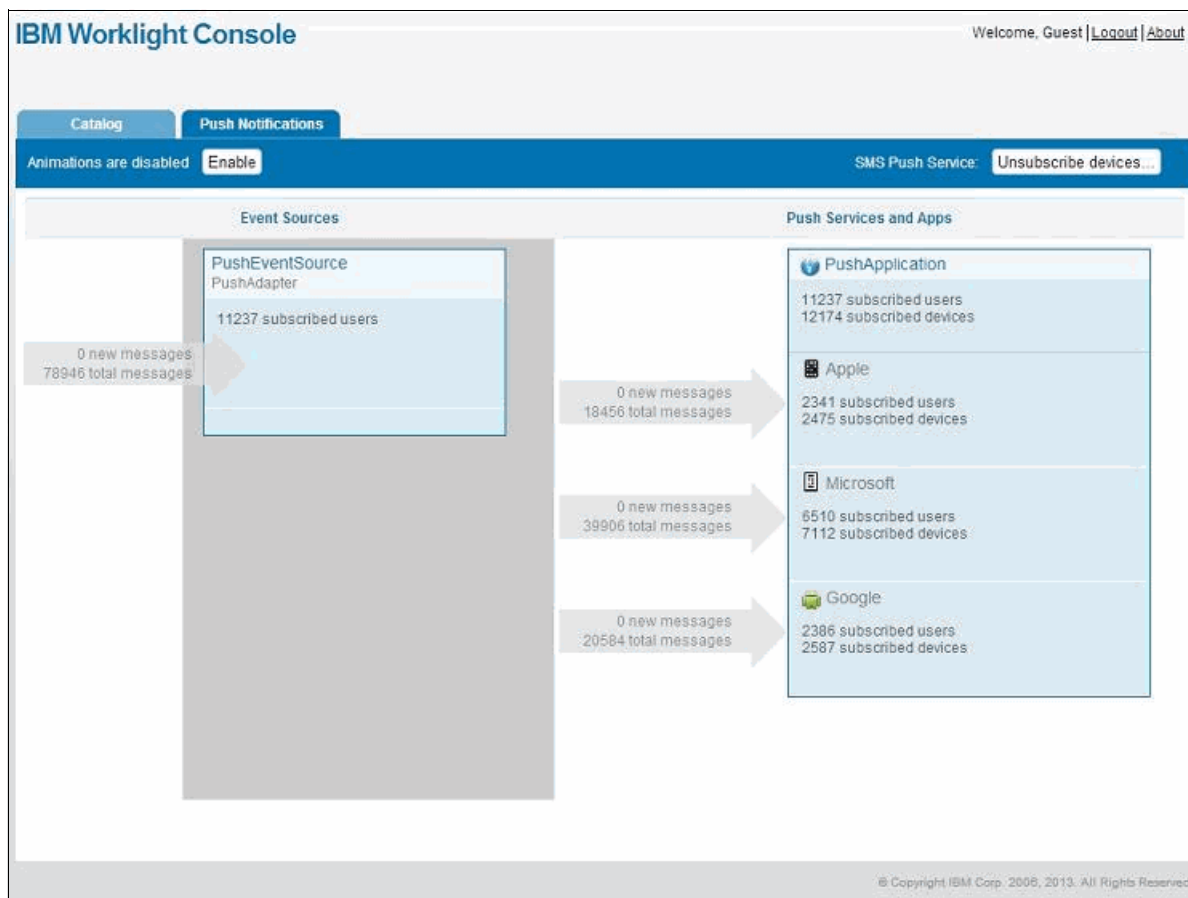 IBM Worklight Console
Welcome, Guest | Logout | About
Catalog
Push Notifications
Animations are disabled
Enable
SMS Push Service:
Unsubscribe devices...
Event Sources
Push Services and Apps
PushEventSource
PushAdapter
11237 subscribed users
0 new messages
78946 total messages
PushApplication
11237 subscribed users
12174 subscribed devices
0 new messages
18456 total messages
Apple
2341 subscribed users
2475 subscribed devices
0 new messages
39906 total messages
Microsoft
6510 subscribed users
7112 subscribed devices
0 new messages
20584 total messages
Google
2386 subscribed users
2587 subscribed devices
© Copyright IBM Corp. 2006, 2013. All Rights Reserved